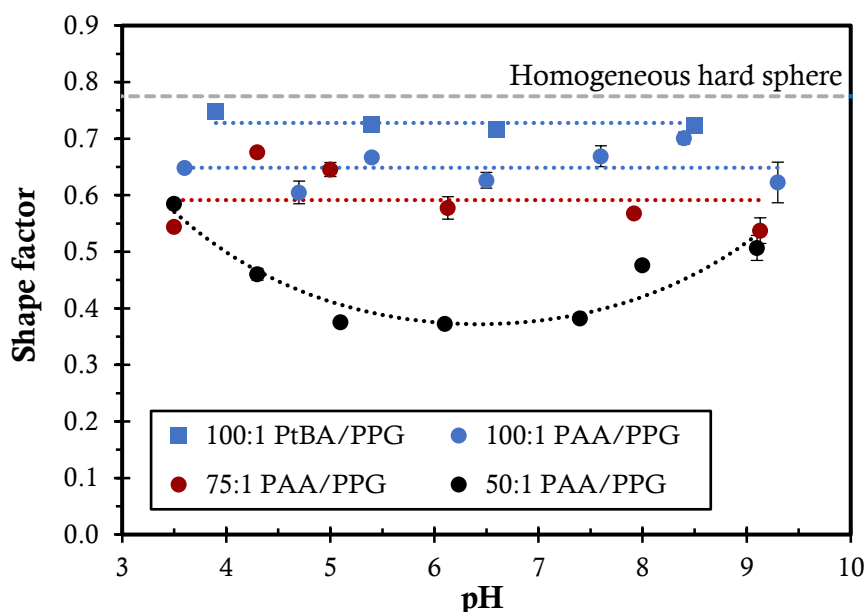 0.9
0.8
0.7
0.6
0.5
0.4
0.3
0.2
0.1
0.0
Shape factor
Homogeneous hard sphere
100:1 PtBA/PPG
100:1 PAA/PPG
75:1 PAA/PPG
50:1 PAA/PPG
3 4 5 6 7 8 9 10
pH